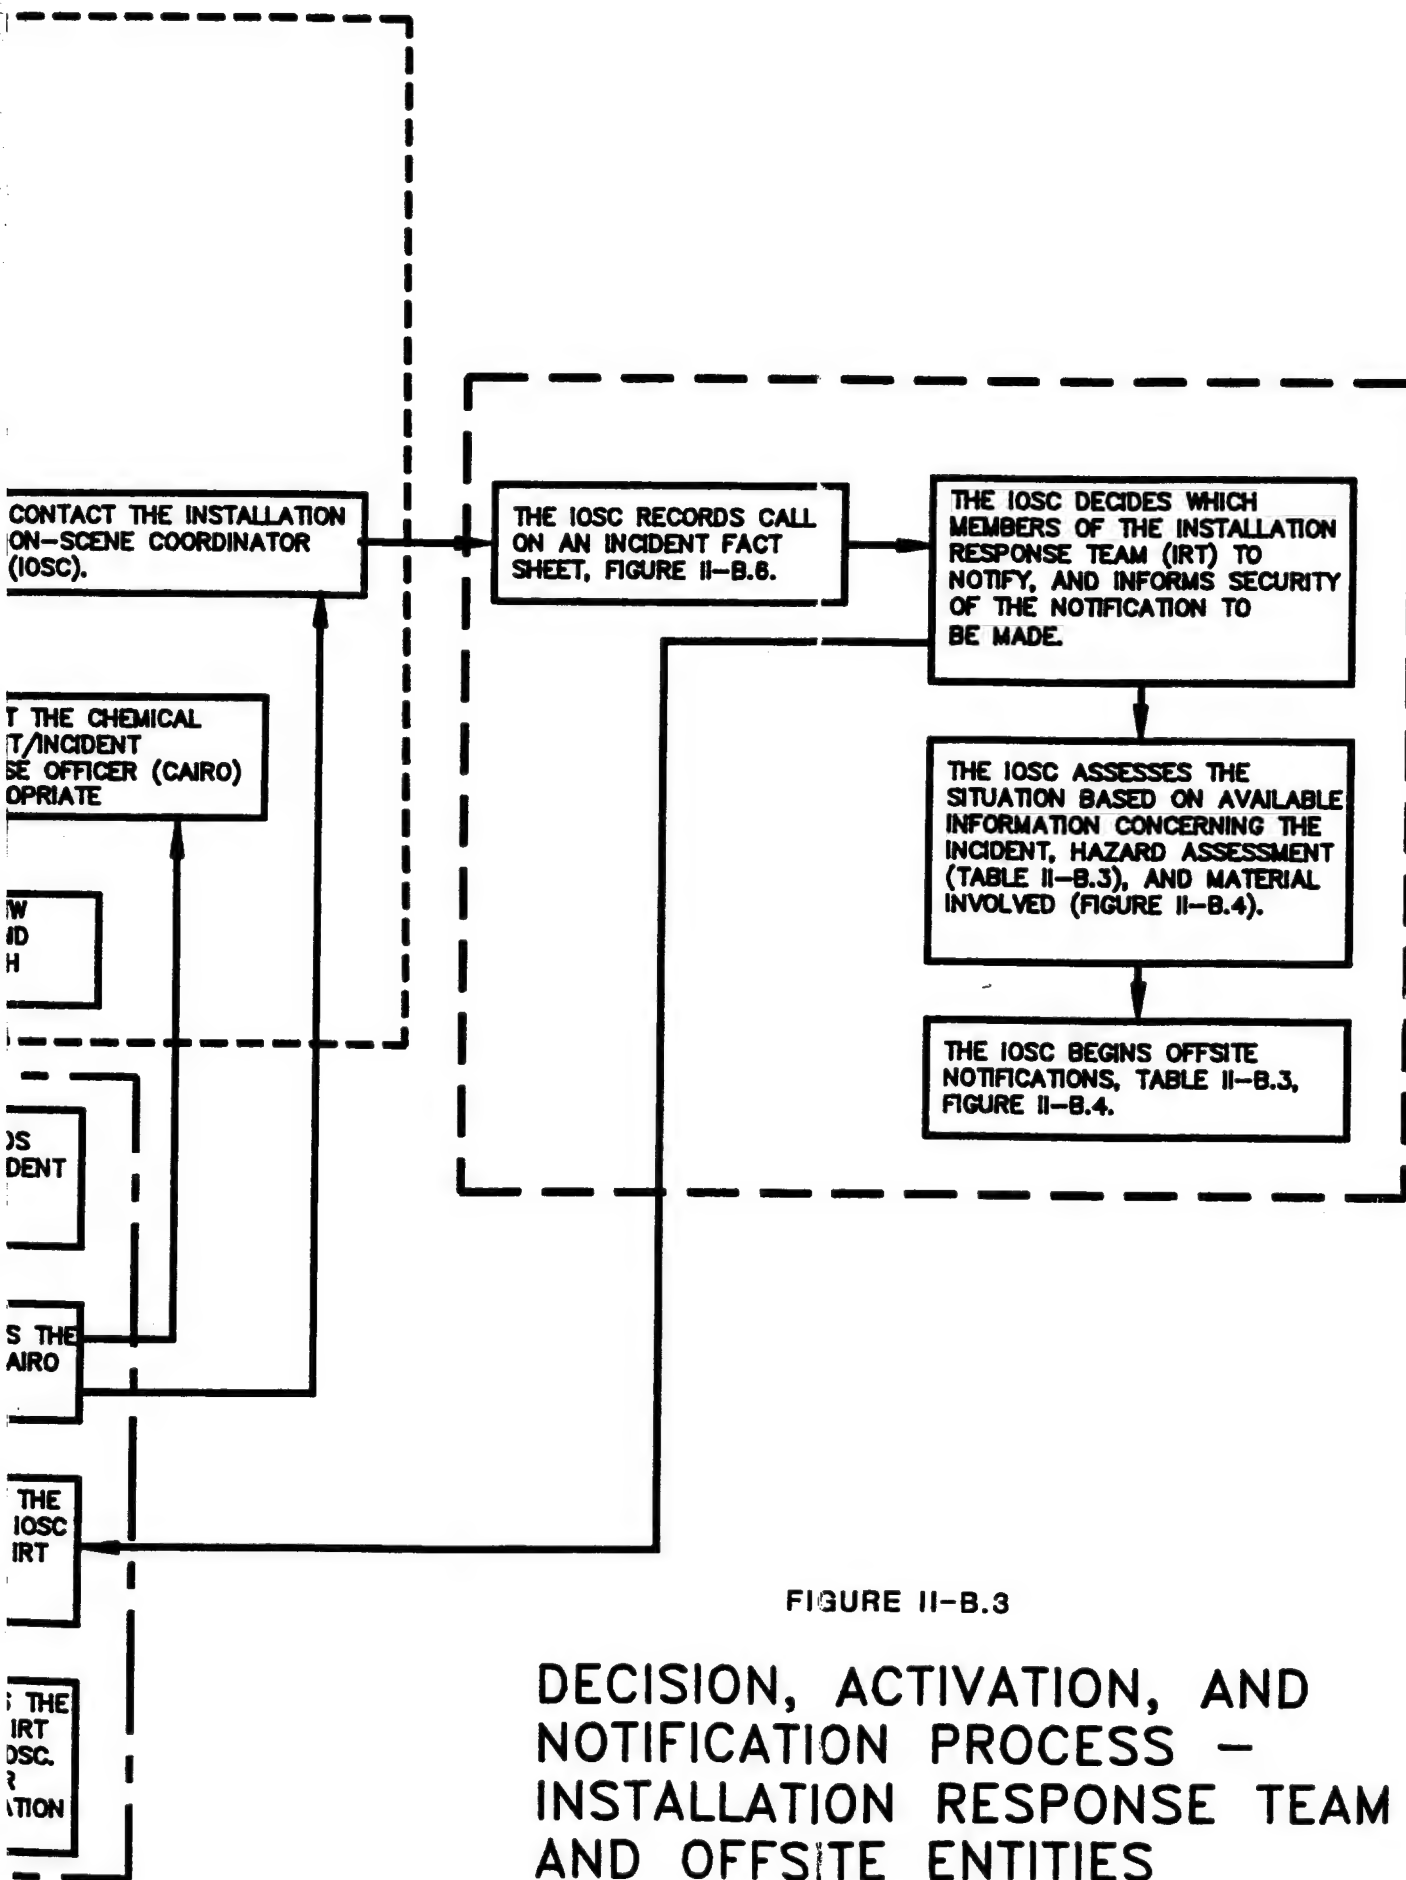 CONTACT THE INSTALLATION
ON-SCENE COORDINATOR
(IOSC).
THE IOSC RECORDS CALL
ON AN INCIDENT FACT
SHEET, FIGURE II-B.6.
THE IOSC DECIDES WHICH
MEMBERS OF THE INSTALLATION
RESPONSE TEAM (IRT) TO
NOTIFY, AND INFORMS SECURITY
OF THE NOTIFICATION TO
BE MADE.
T THE CHEMICAL
T/INCIDENT
SE OFFICER (CAIRO)
OPRIATE
THE IOSC ASSESSES THE
SITUATION BASED ON AVAILABLE
INFORMATION CONCERNING THE
INCIDENT, HAZARD ASSESSMENT
(TABLE II-B.3), AND MATERIAL
INVOLVED (FIGURE II-B.4).
W
ND
H
THE IOSC BEGINS OFFSITE
NOTIFICATIONS, TABLE II-B.3,
FIGURE II-B.4.
DS
DENT
S THE
AIRO
THE
IOSC
IRT
S THE
IRT
OSC.
R
ATION
FIGURE II-B.3
DECISION, ACTIVATION, AND
NOTIFICATION PROCESS -
INSTALLATION RESPONSE TEAM
AND OFFSITE ENTITIES